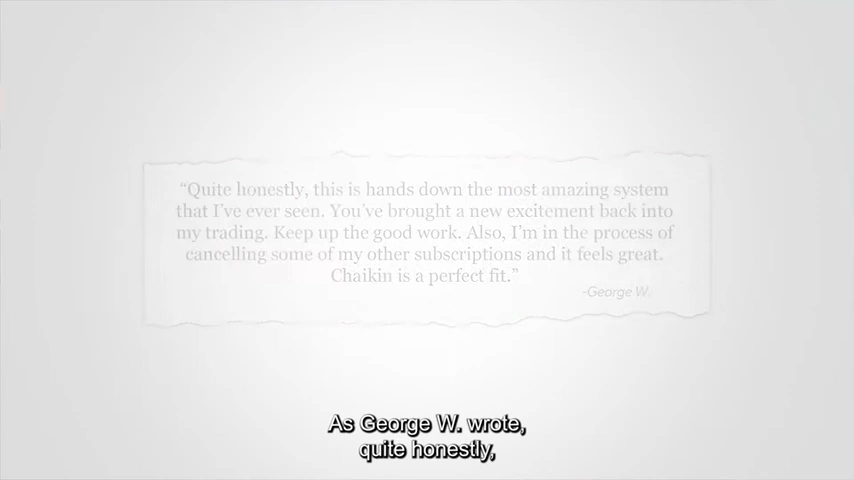 “Quite honestly, this is hands down the most amazing system
that I’ve ever seen. You’ve brought a new excitement back into
my trading. Keep up the good work. Also, I’m in the process of
cancelling some of my other subscriptions and it feels great.
Chaikin is a perfect fit.”
-George W.
As George W. wrote,
quite honestly,